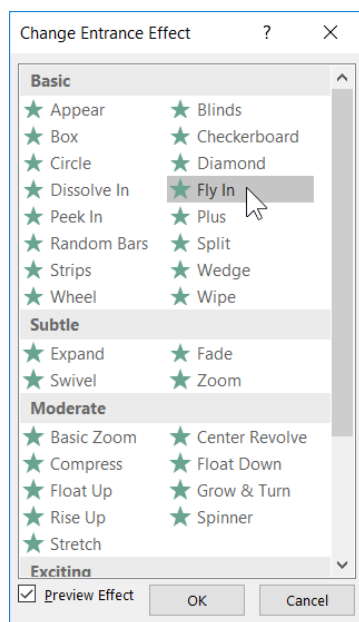 Change Entrance Effect ?
Basic
Appear Blinds
Box Checkerboard
Circle Diamond
Dissolve In Fly In
Peek In Plus
Random Bars Split
Strips Wedge
Wheel Wipe
Subtle
Expand Fade
Swivel Zoom
Moderate
Basic Zoom Center Revolve
Compress Float Down
Float Up Grow & Turn
Rise Up Spinner
Stretch
Exciting
Preview Effect OK Cancel